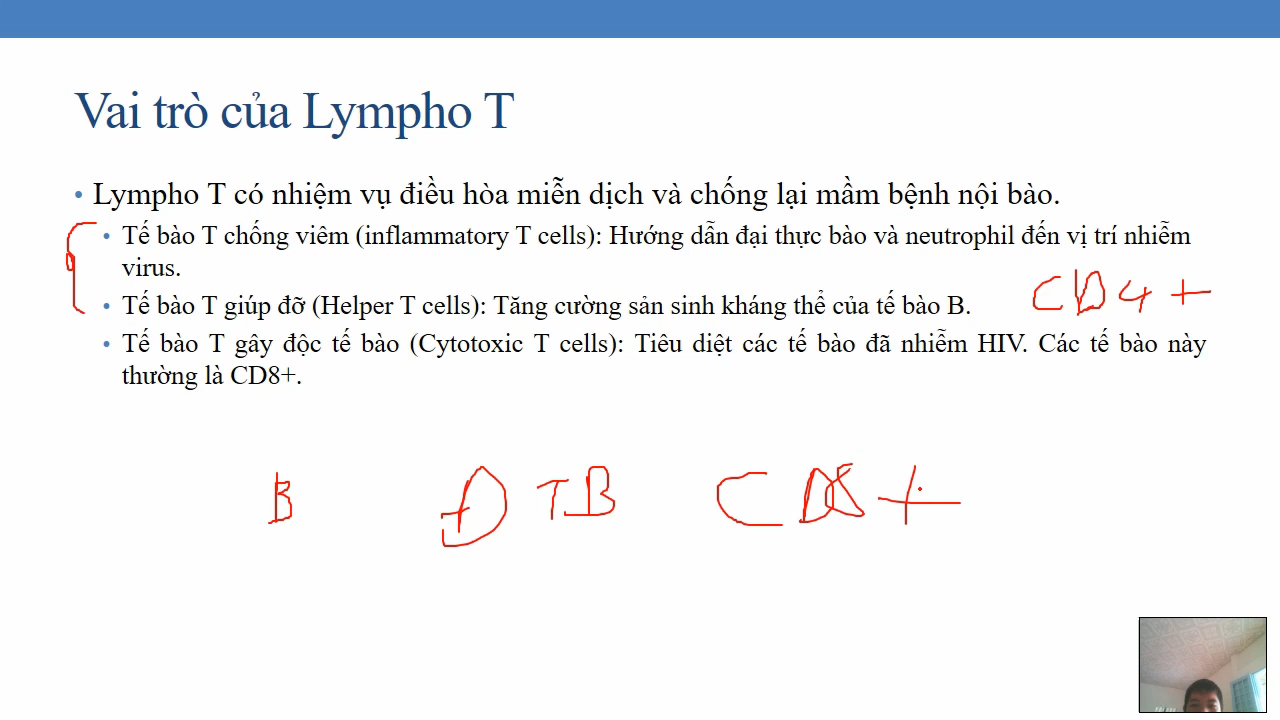 Vai trò của Lympho T
• Lympho T có nhiệm vụ điều hòa miễn dịch và chống lại mầm bệnh nội bào.
• Tế bào T chống viêm (inflammatory T cells): Hướng dẫn đại thực bào và neutrophil đến vị trí nhiễm
virus.
CD4+
• Tế bào T giúp đỡ (Helper T cells): Tăng cường sản sinh kháng thể của tế bào B.
• Tế bào T gây độc tế bào (Cytotoxic T cells): Tiêu diệt các tế bào đã nhiễm HIV. Các tế bào này
thường là CD8+.
B ĐTB CD8+